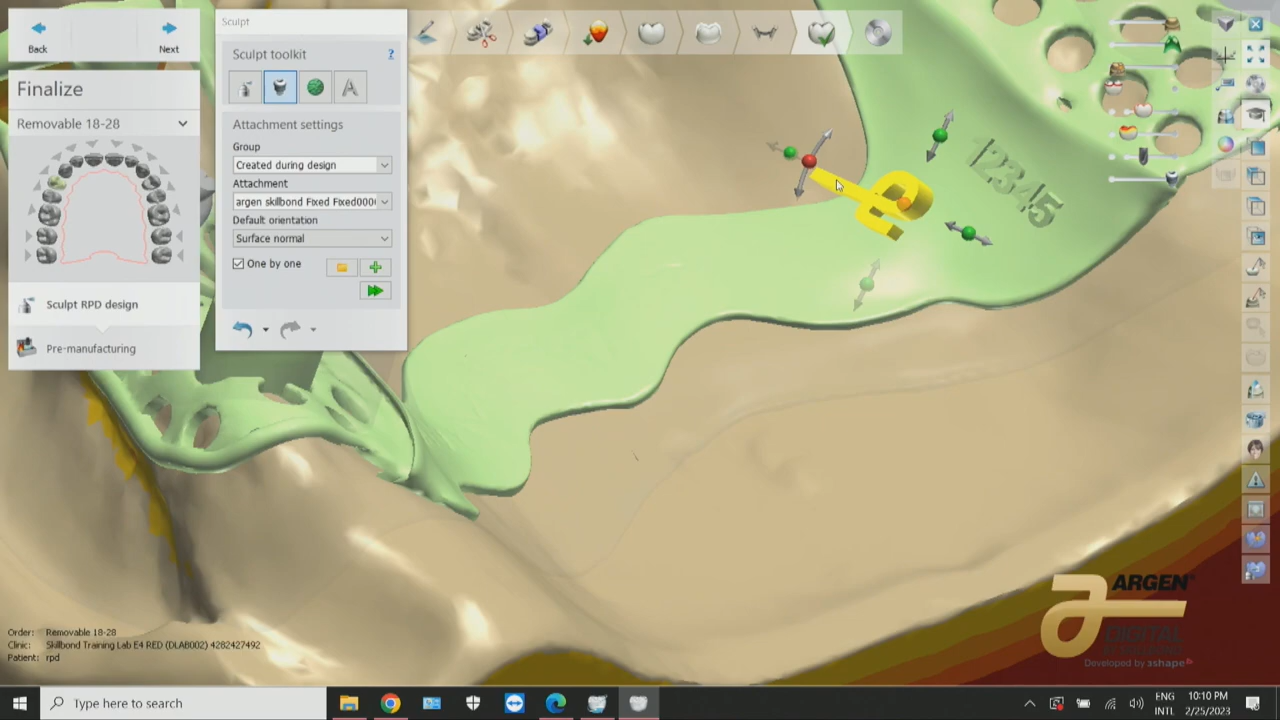 Back
Next
Finalize
Removable 18-28
Sculpt RPD design
Pre-manufacturing
Sculpt
Sculpt toolkit
?
Attachment settings
Group
Created during design
Attachment
argen skillbond Fixed Fixed000
Default orientation
Surface normal
One by one
12345
Order: Removable 18-28
Clinic: Skillbond Training Lab E4 RED (DLAB002) 4282427492
Patient: rpd
ARGEN
DIGITAL
Developed by 3shape
Type here to search
ENG
INTL
10:10 PM
2/25/2023